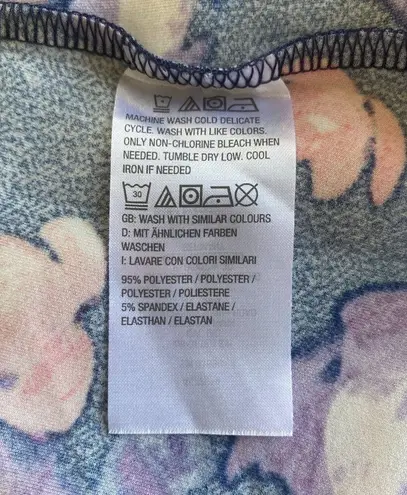 MACHINE WASH COLD DELICATE
CYCLE. WASH WITH LIKE COLORS.
ONLY NON-CHLORINE BLEACH WHEN
NEEDED. TUMBLE DRY LOW. COOL
IRON IF NEEDED
30
GB: WASH WITH SIMILAR COLOURS
D: MIT ÄHNLICHEN FARBEN
WASCHEN
I: LAVARE CON COLORI SIMILARI
95% POLYESTER / POLYESTER /
POLYESTER / POLIESTERE
5% SPANDEX / ELASTANE /
ELASTHAN / ELASTAN